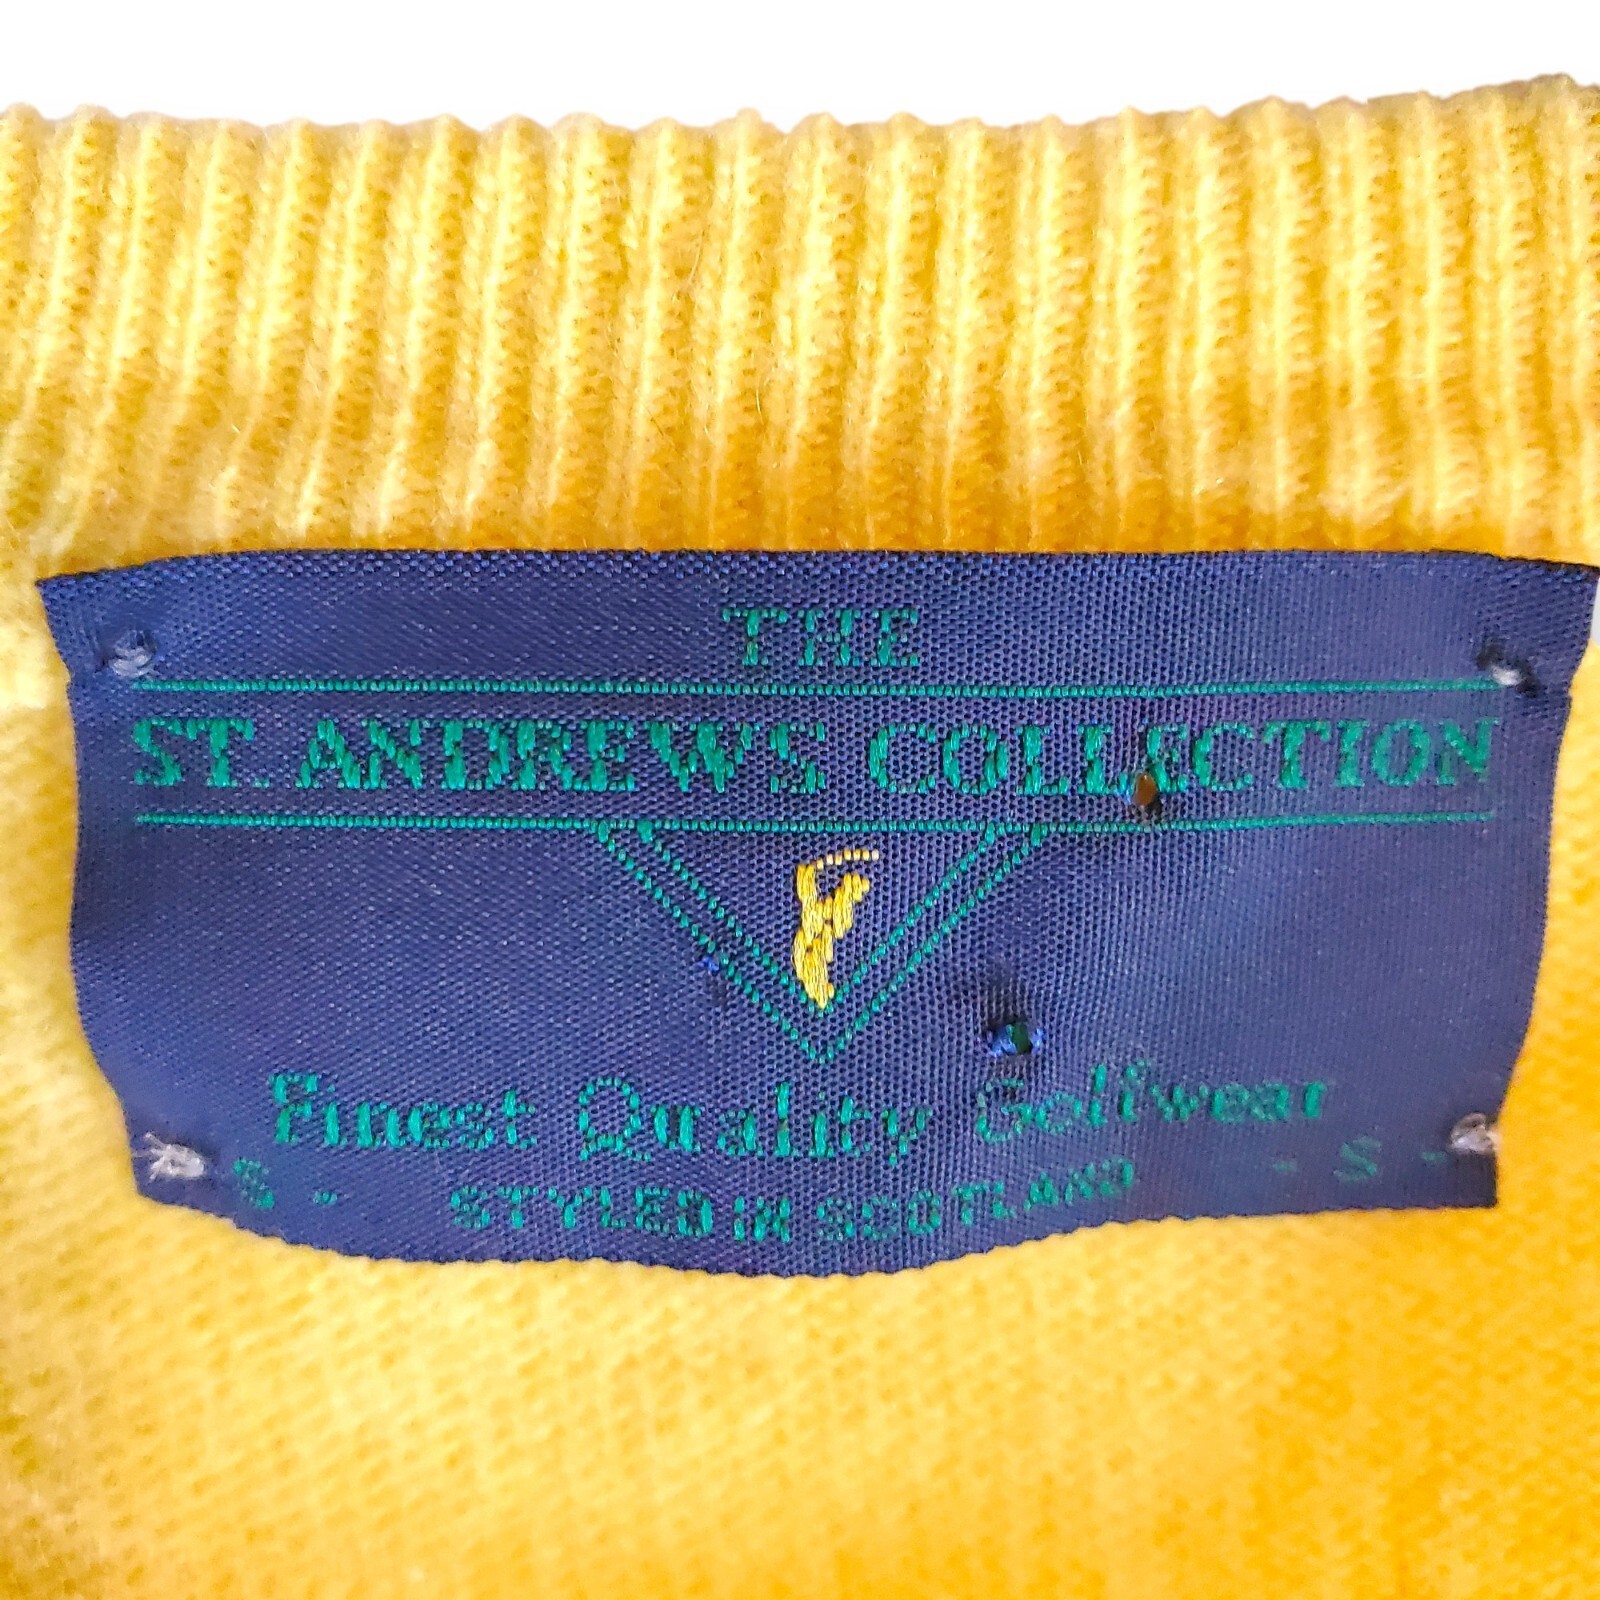 THE
ST. ANDREWS COLLECTION
Finest Quality Golfwear
S - STYLED IN SCOTLAND - S -